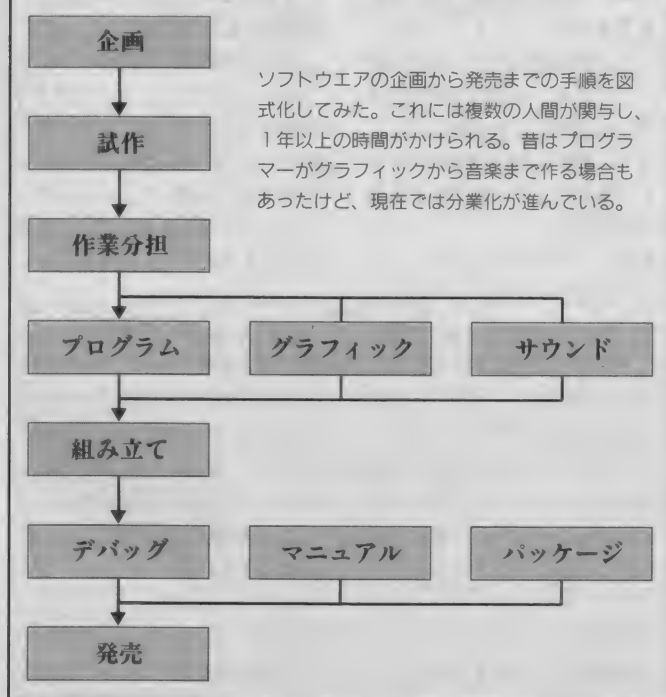 企画
ソフトウエアの企画から発売までの手順を図
式化してみた。これには複数の人間が関与し、
1年以上の時間がかけられる。昔はプログラ
マーがグラフィックから音楽まで作る場合も
あったけど、現在では分業化が進んでいる。
試作
作業分担
プログラム
グラフィック
サウンド
組み立て
デバッグ
マニュアル
パッケージ
発売